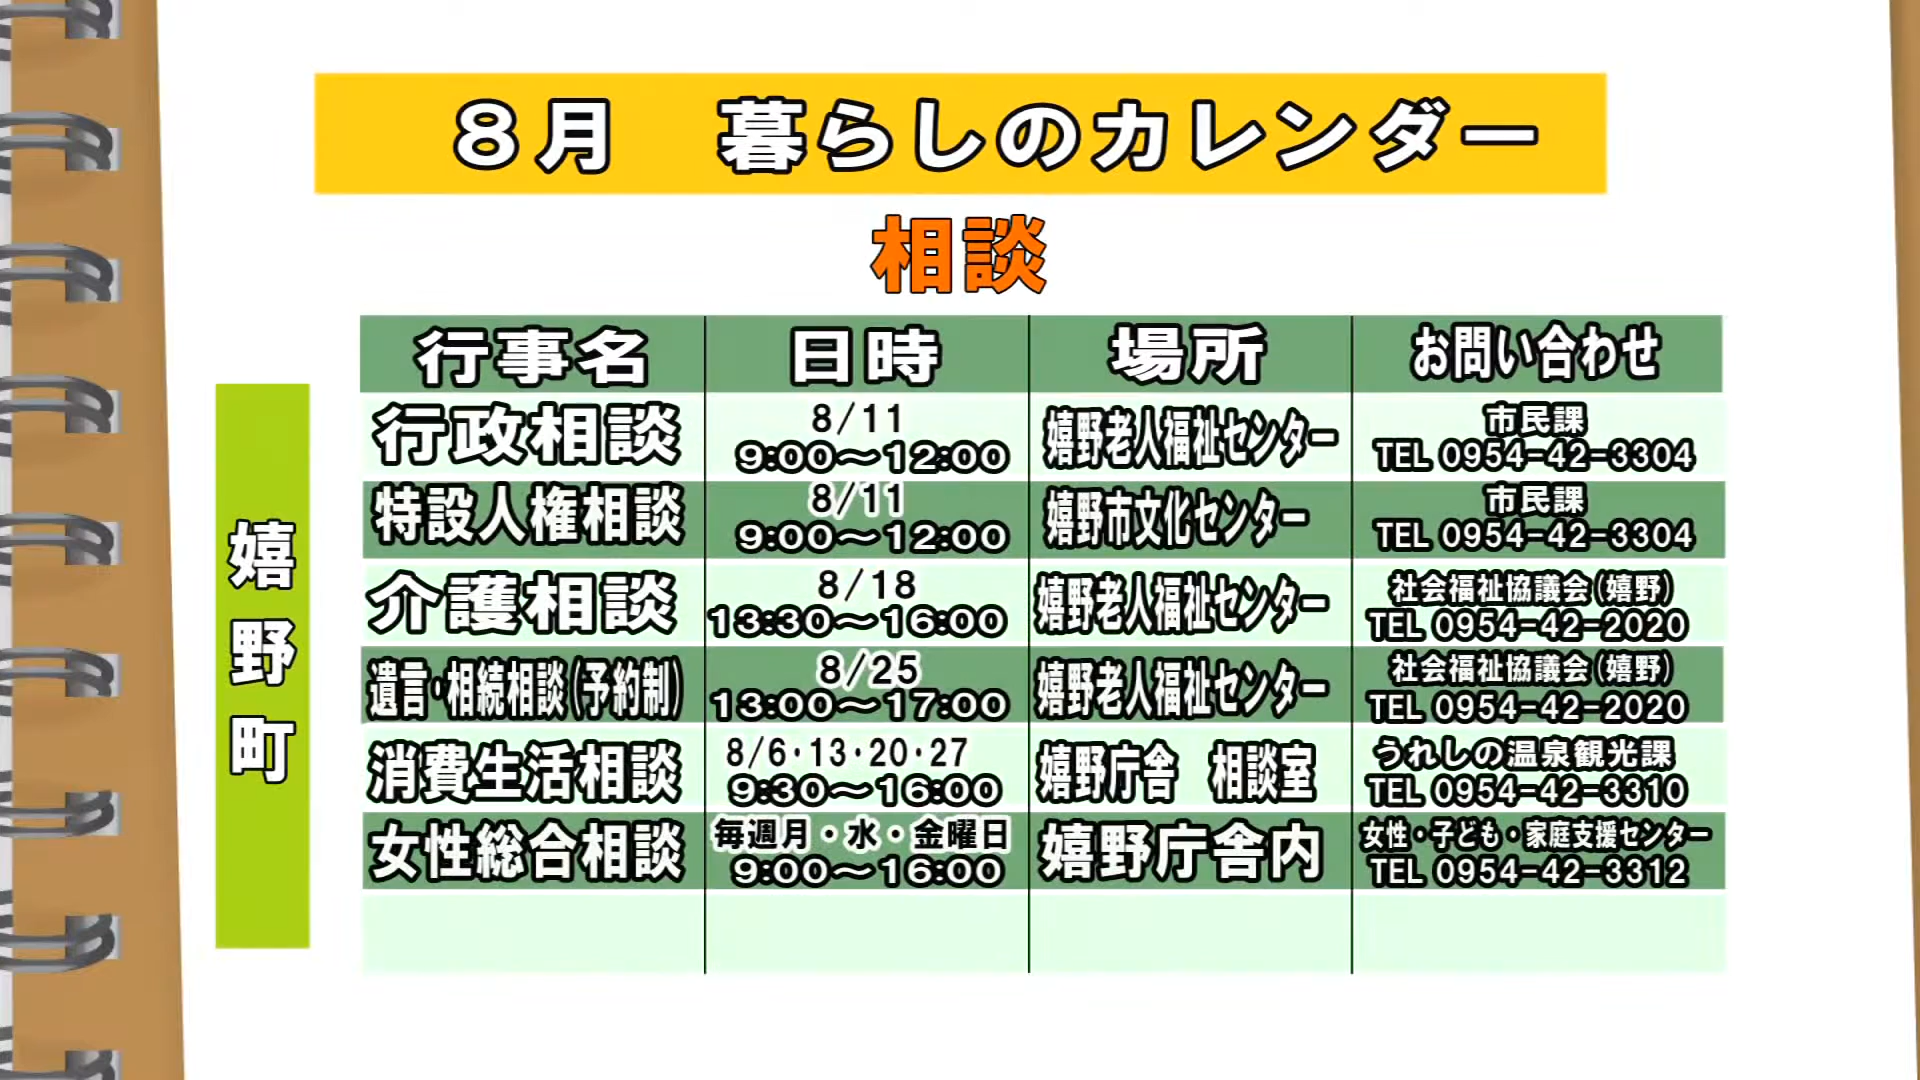 8月　暮らしのカレンダー
相談
嬉野町
行事名　日時　場所　お問い合わせ
行政相談
8/11
9:00〜12:00
嬉野老人福祉センター
市民課
TEL 0954-42-3304
特設人権相談
8/11
9:00〜12:00
嬉野市文化センター
市民課
TEL 0954-42-3304
介護相談
8/18
13:30〜16:00
嬉野老人福祉センター
社会福祉協議会(嬉野)
TEL 0954-42-2020
遺言・相続相談(予約制)
8/25
13:00〜17:00
嬉野老人福祉センター
社会福祉協議会(嬉野)
TEL 0954-42-2020
消費生活相談
8/6・13・20・27
9:30〜16:00
嬉野庁舎　相談室
うれしの温泉観光課
TEL 0954-42-3310
女性総合相談
毎週月・水・金曜日
9:00〜16:00
嬉野庁舎内
女性・子ども・家庭支援センター
TEL 0954-42-3312